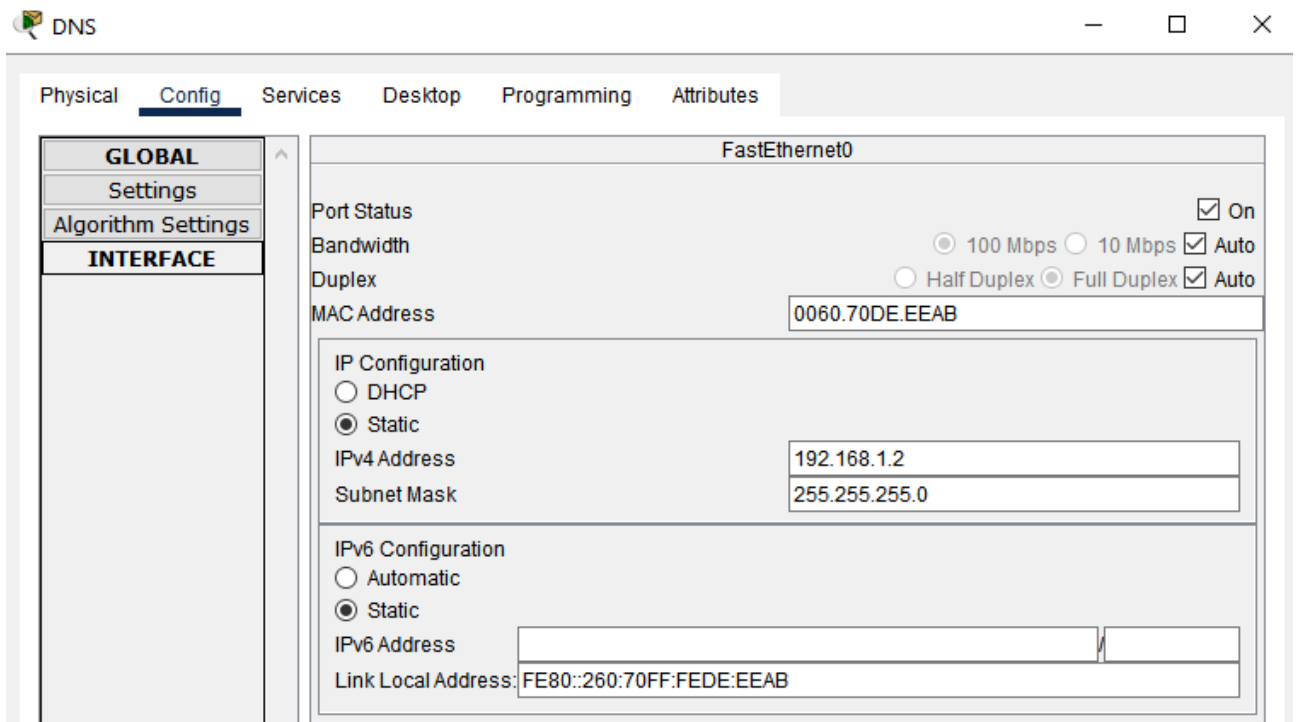 DNS
Physical Config Services Desktop Programming Attributes
GLOBAL
Settings
Algorithm Settings
INTERFACE
FastEthernet0
Port Status On
Bandwidth 100 Mbps 10 Mbps Auto
Duplex Half Duplex Full Duplex Auto
MAC Address 0060.70DE.EEAB
IP Configuration
DHCP
Static
IPv4 Address 192.168.1.2
Subnet Mask 255.255.255.0
IPv6 Configuration
Automatic
Static
IPv6 Address /
Link Local Address: FE80::260:70FF:FEDE:EEAB